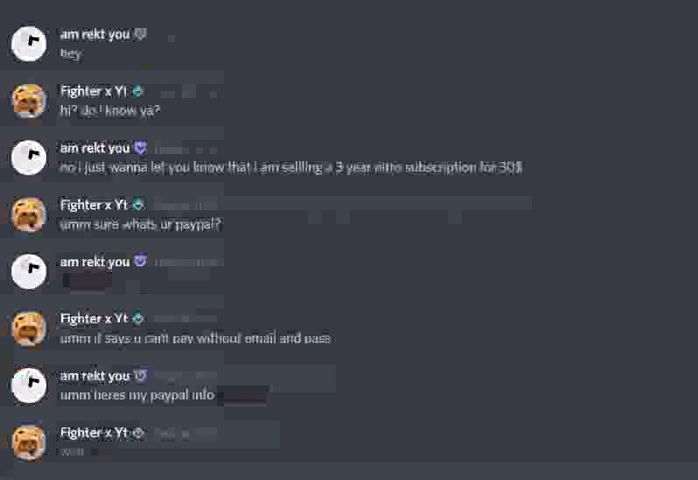 am rekt you
hey
Fighter x Yt
hi? do i know ya?
am rekt you
no i just wanna let you know that i am sellling a 3 year nitro subscription for 30$
Fighter x Yt
umm sure whats ur paypal?
am rekt you
Fighter x Yt
umm it says u cant pay without email and pass
am rekt you
umm heres my paypal info
Fighter x Yt